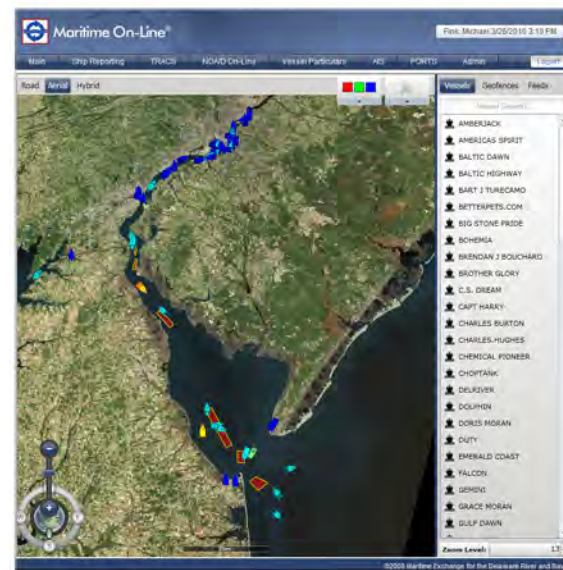 Maritime On-Line®
Fink, Michael 3/26/2010 3:10 PM
Main Ship Reporting TRACS NOA/D On-Line Vessel Particulars AIS PORTS Admin Logout
Road Aerial Hybrid
Vessels Geofences Feeds
AMBERJACK
AMERICAS SPIRIT
BALTIC DAWN
BALTIC HIGHWAY
BART J TURECAMO
BETTERPETS.COM
BIG STONE PRIDE
BOHEMIA
BRENDAN J BOUCHARD
BROTHER GLORY
C.S. DREAM
CAPT HARRY
CHARLES BURTON
CHARLES.HUGHES
CHEMICAL PIONEER
CHOPTANK
DELRIVER
DOLPHIN
DORIS MORAN
DUTY
EMERALD COAST
FALCON
GEMINI
GRACE MORAN
GULF DAWN
Zoom Level: 13
©2009 Maritime Exchange for the Delaware River and Bay